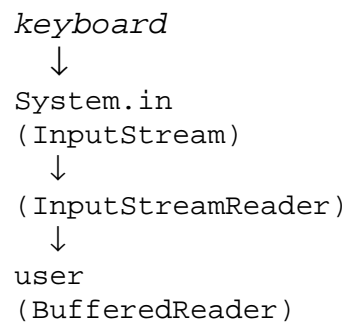 keyboard
↓
System.in
(InputStream)
↓
(InputStreamReader)
↓
user
(BufferedReader)